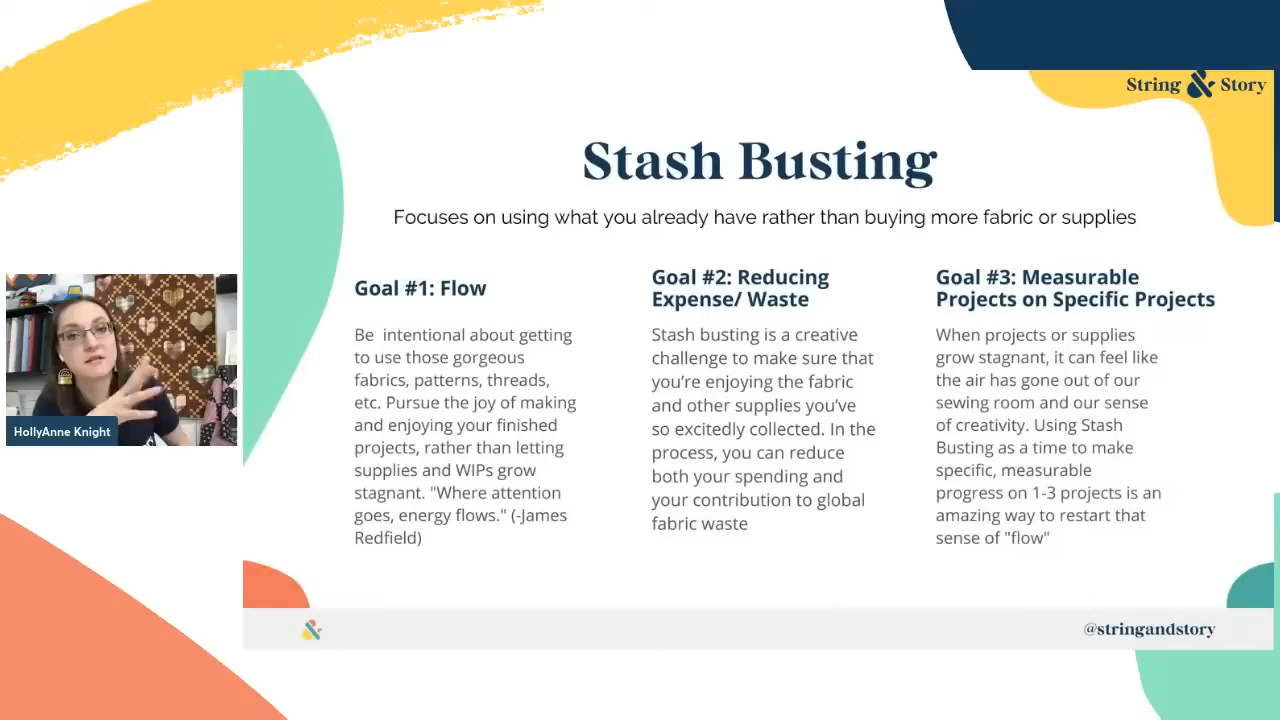 String & Story
Stash Busting
Focuses on using what you already have rather than buying more fabric or supplies
Goal #1: Flow
Be intentional about getting
to use those gorgeous
fabrics, patterns, threads,
etc. Pursue the joy of making
and enjoying your finished
projects, rather than letting
supplies and WIPs grow
stagnant. "Where attention
goes, energy flows." (-James
Redfield)
Goal #2: Reducing
Expense/ Waste
Stash busting is a creative
challenge to make sure that
you're enjoying the fabric
and other supplies you've
so excitedly collected. In the
process, you can reduce
both your spending and
your contribution to global
fabric waste
Goal #3: Measurable
Projects on Specific Projects
When projects or supplies
grow stagnant, it can feel like
the air has gone out of our
sewing room and our sense
of creativity. Using Stash
Busting as a time to make
specific, measurable
progress on 1-3 projects is an
amazing way to restart that
sense of "flow"
HollyAnne Knight
&
@stringandstory